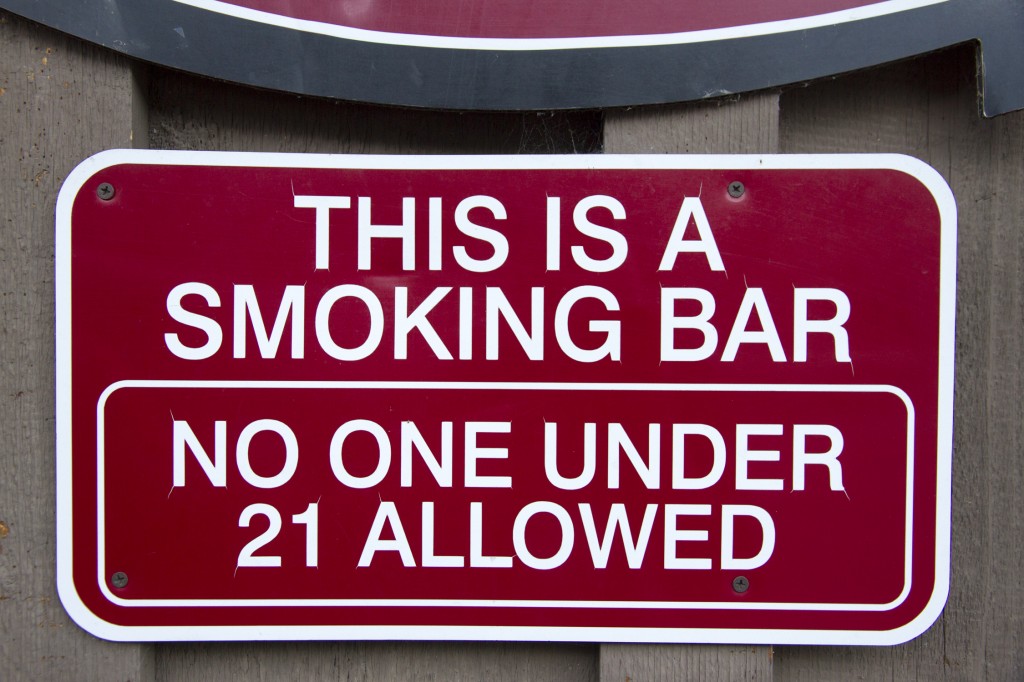 THIS IS A
SMOKING BAR
NO ONE UNDER
21 ALLOWED